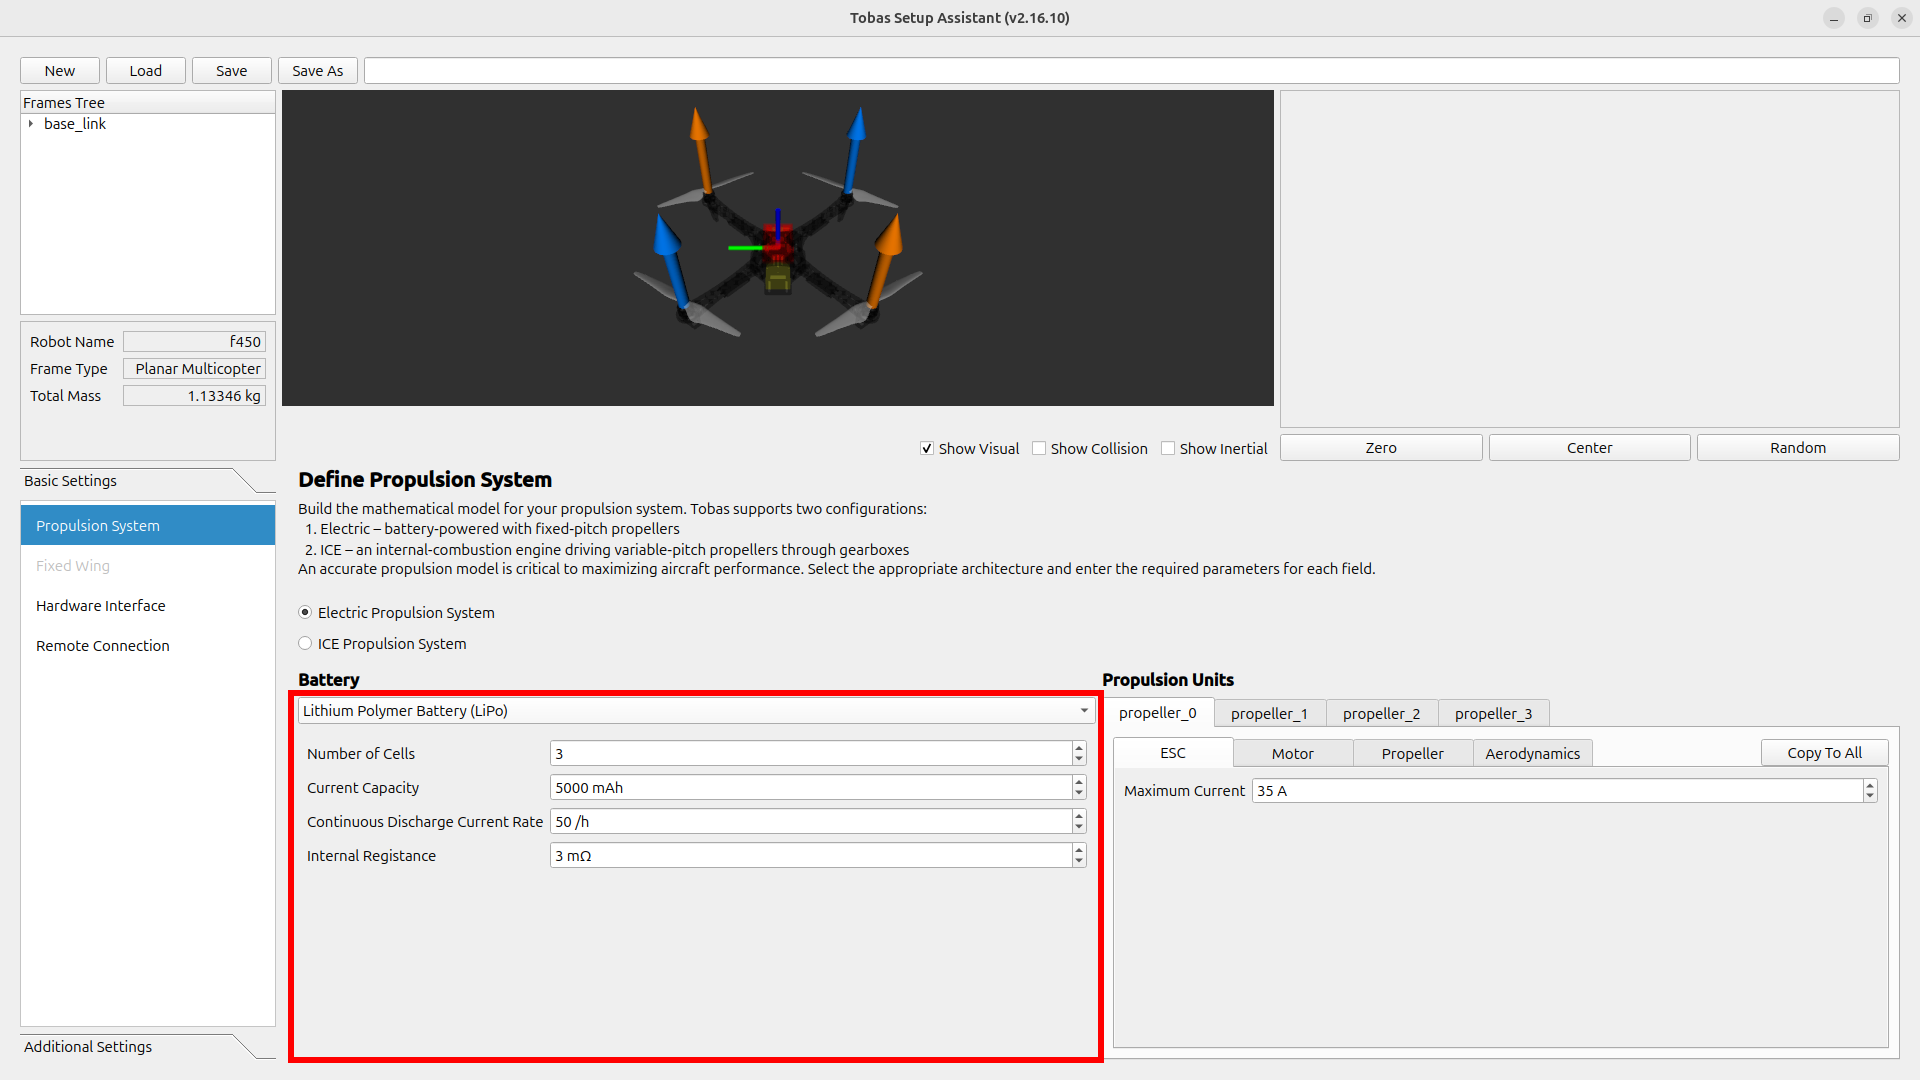 Tobas Setup Assistant (v2.16.10)
New
Load
Save
Save As
Frames Tree
base_link
Robot Name
f450
Frame Type
Planar Multicopter
Total Mass
1.13346 kg
Show Visual
Show Collision
Show Inertial
Zero
Center
Random
Basic Settings
Propulsion System
Fixed Wing
Hardware Interface
Remote Connection
Additional Settings
Define Propulsion System
Build the mathematical model for your propulsion system. Tobas supports two configurations:
1. Electric – battery-powered with fixed-pitch propellers
2. ICE – an internal-combustion engine driving variable-pitch propellers through gearboxes
An accurate propulsion model is critical to maximizing aircraft performance. Select the appropriate architecture and enter the required parameters for each field.
Electric Propulsion System
ICE Propulsion System
Battery
Lithium Polymer Battery (LiPo)
Number of Cells
3
Current Capacity
5000 mAh
Continuous Discharge Current Rate
50 /h
Internal Registance
3 mΩ
Propulsion Units
propeller_0
propeller_1
propeller_2
propeller_3
ESC
Motor
Propeller
Aerodynamics
Copy To All
Maximum Current
35 A